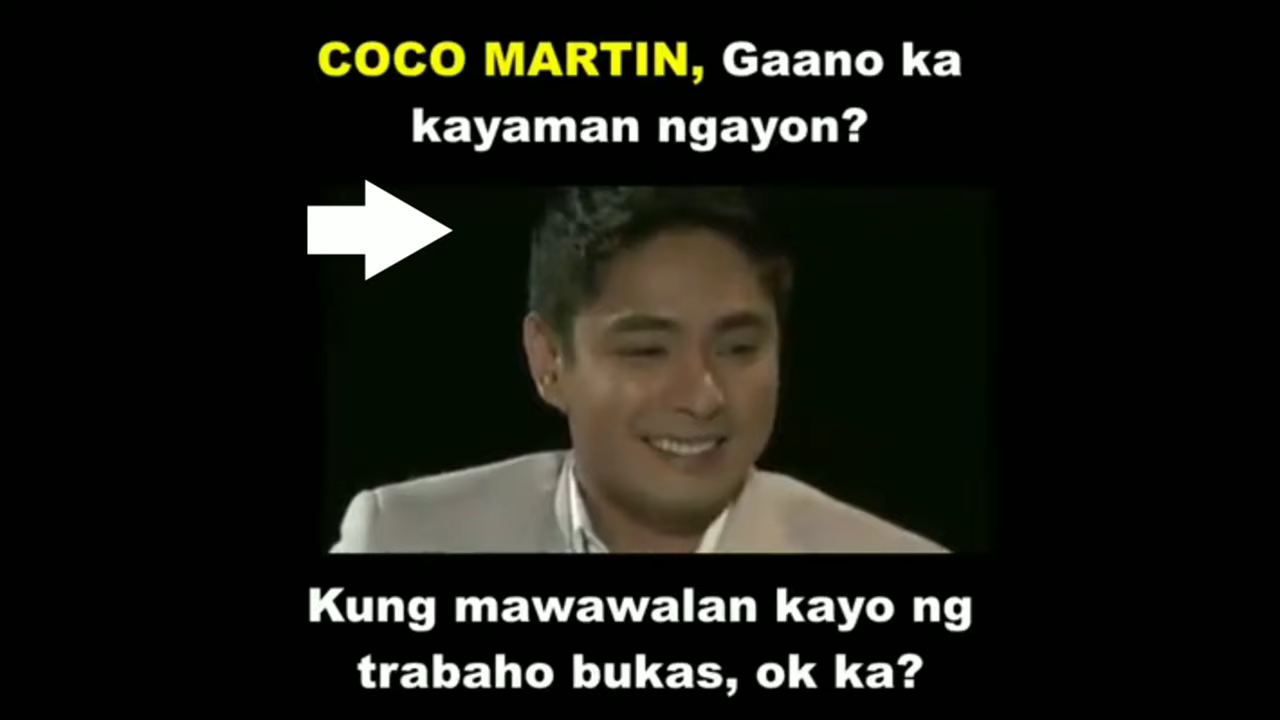 COCO MARTIN, Gaano ka
kayaman ngayon?
Kung mawawalan kayo ng
trabaho bukas, ok ka?